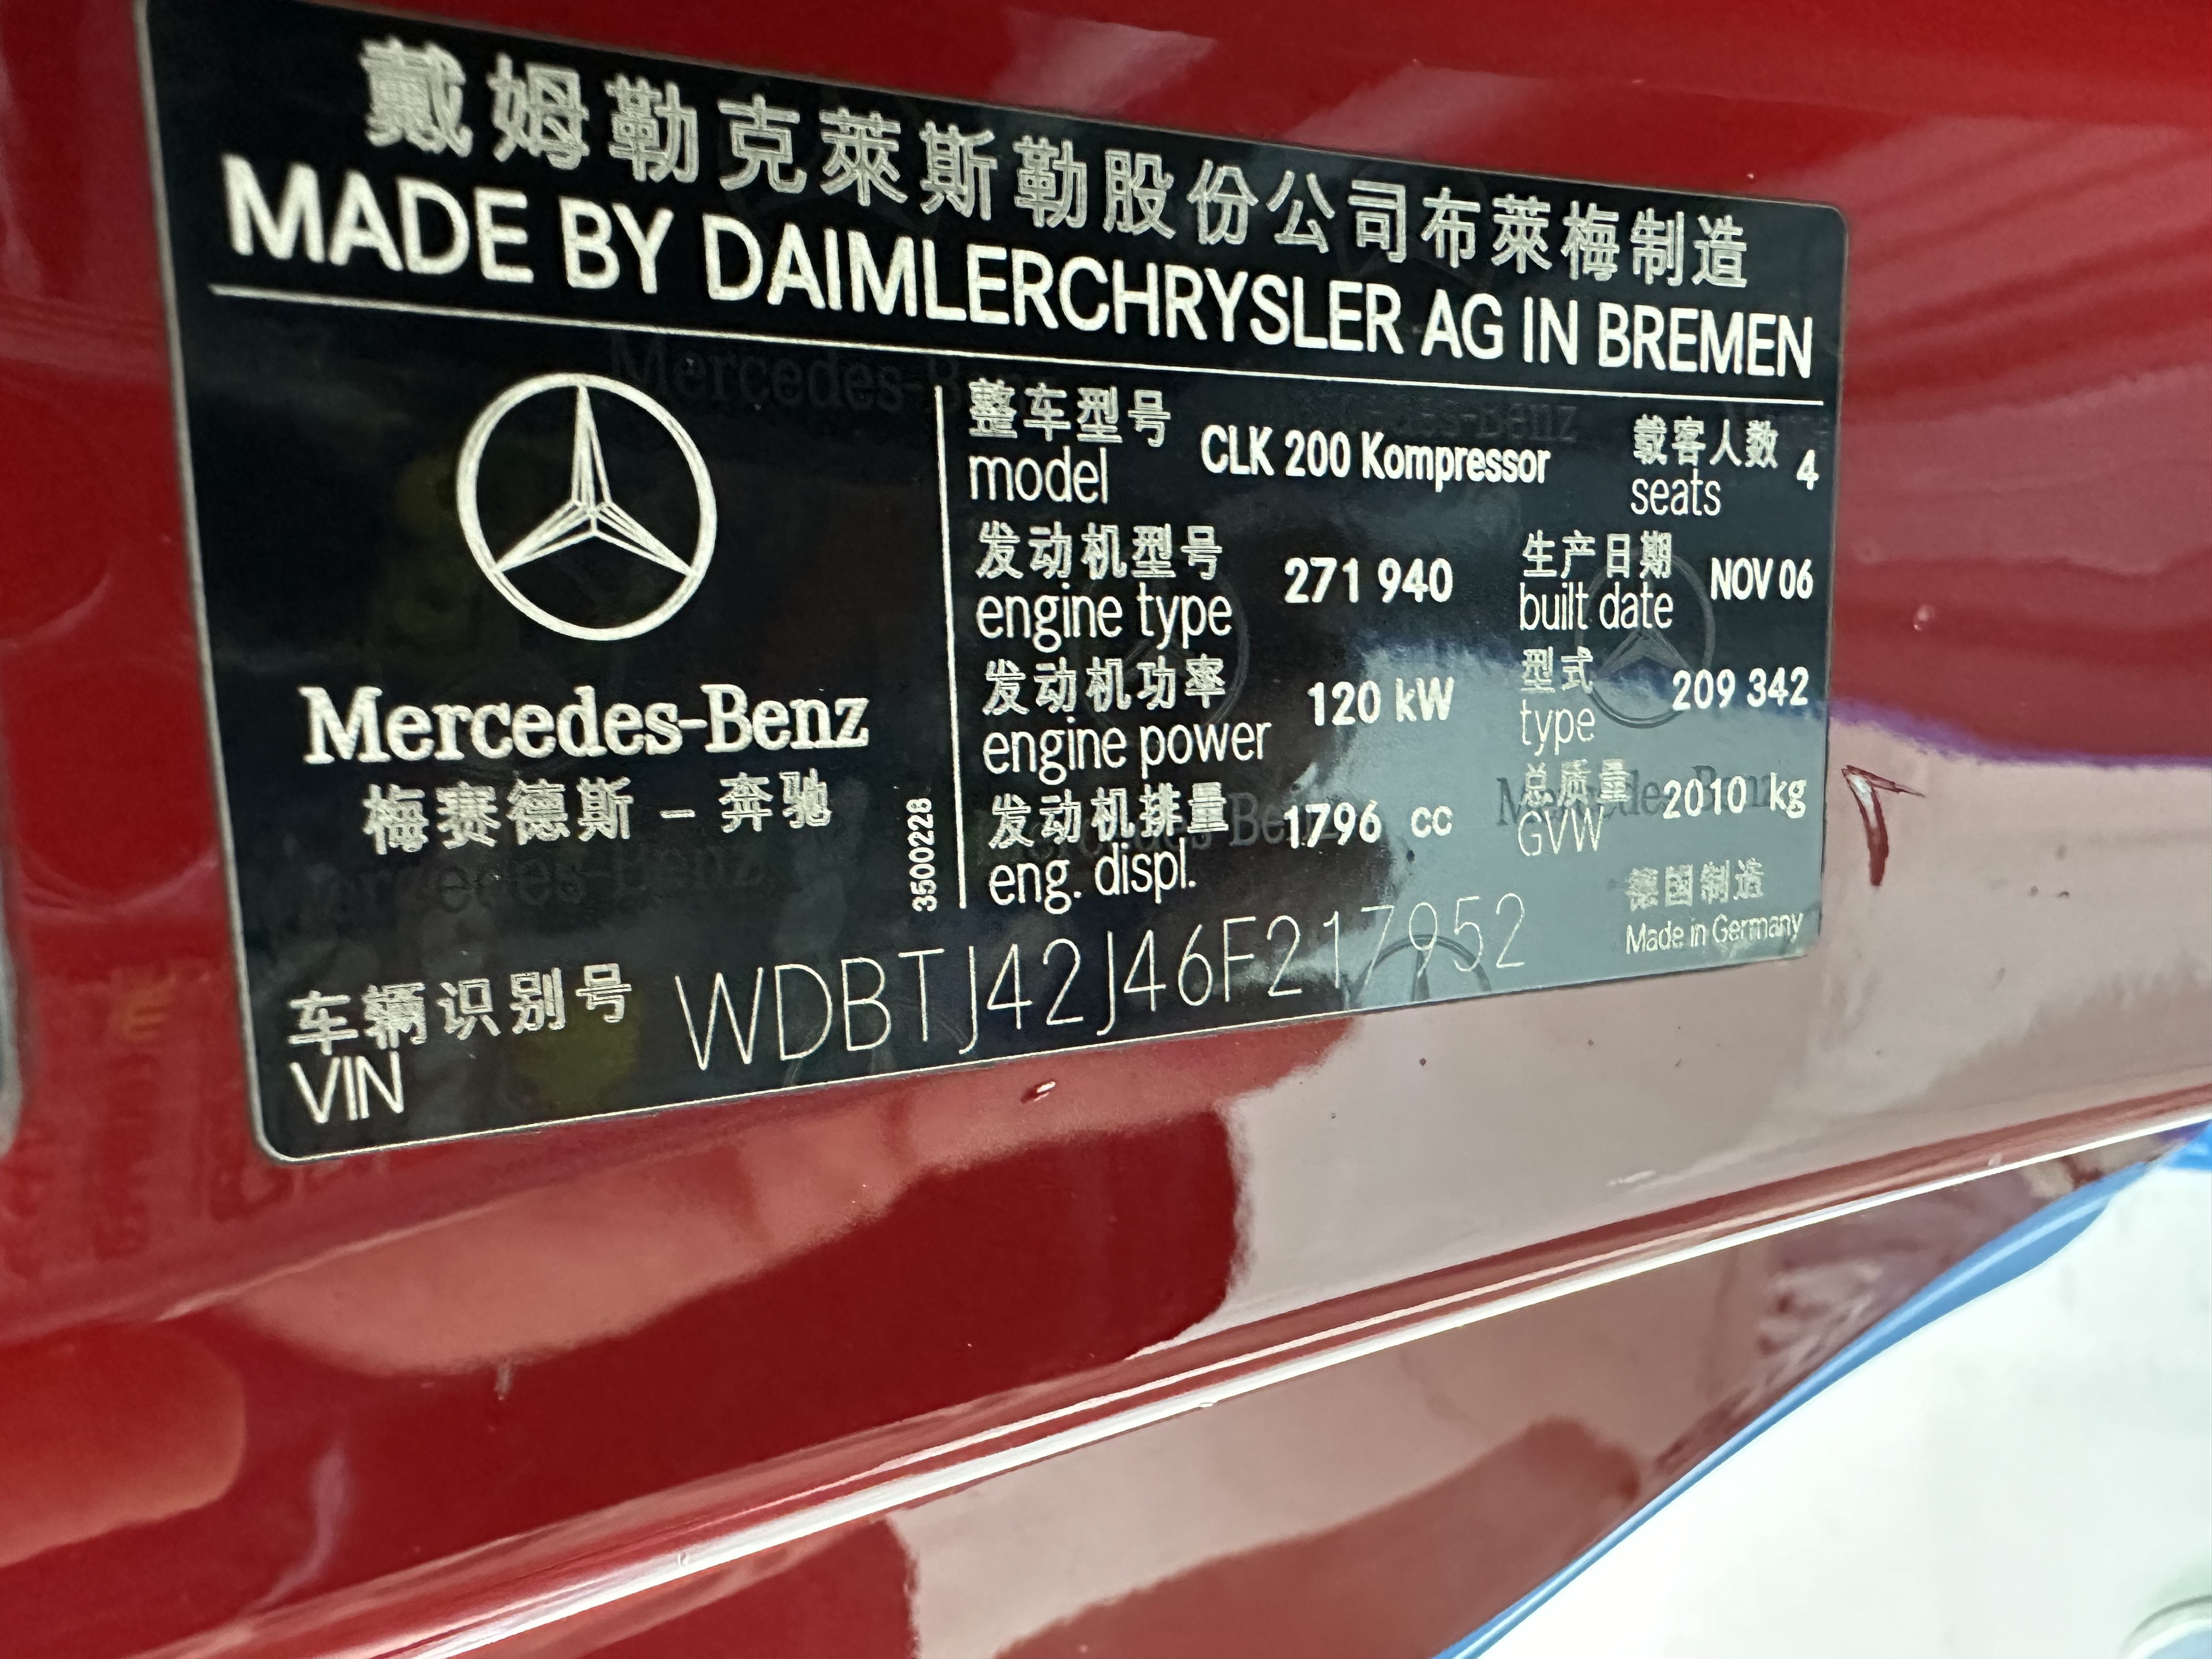 戴姆勒克萊斯勒股份公司布萊梅制造
MADE BY DAIMLERCHRYSLER AG IN BREMEN
Mercedes-Benz
梅赛德斯－奔驰
3500228
整车型号
model CLK 200 Kompressor
载客人数
seats 4
发动机型号
engine type 271 940
生产日期
built date NOV 06
发动机功率
engine power 120 kW
型式
type 209 342
发动机排量
eng. displ. 1796 cc
总质量
GVW 2010 kg
德国制造
Made in Germany
车辆识别号
VIN WDBTJ42J46F217952